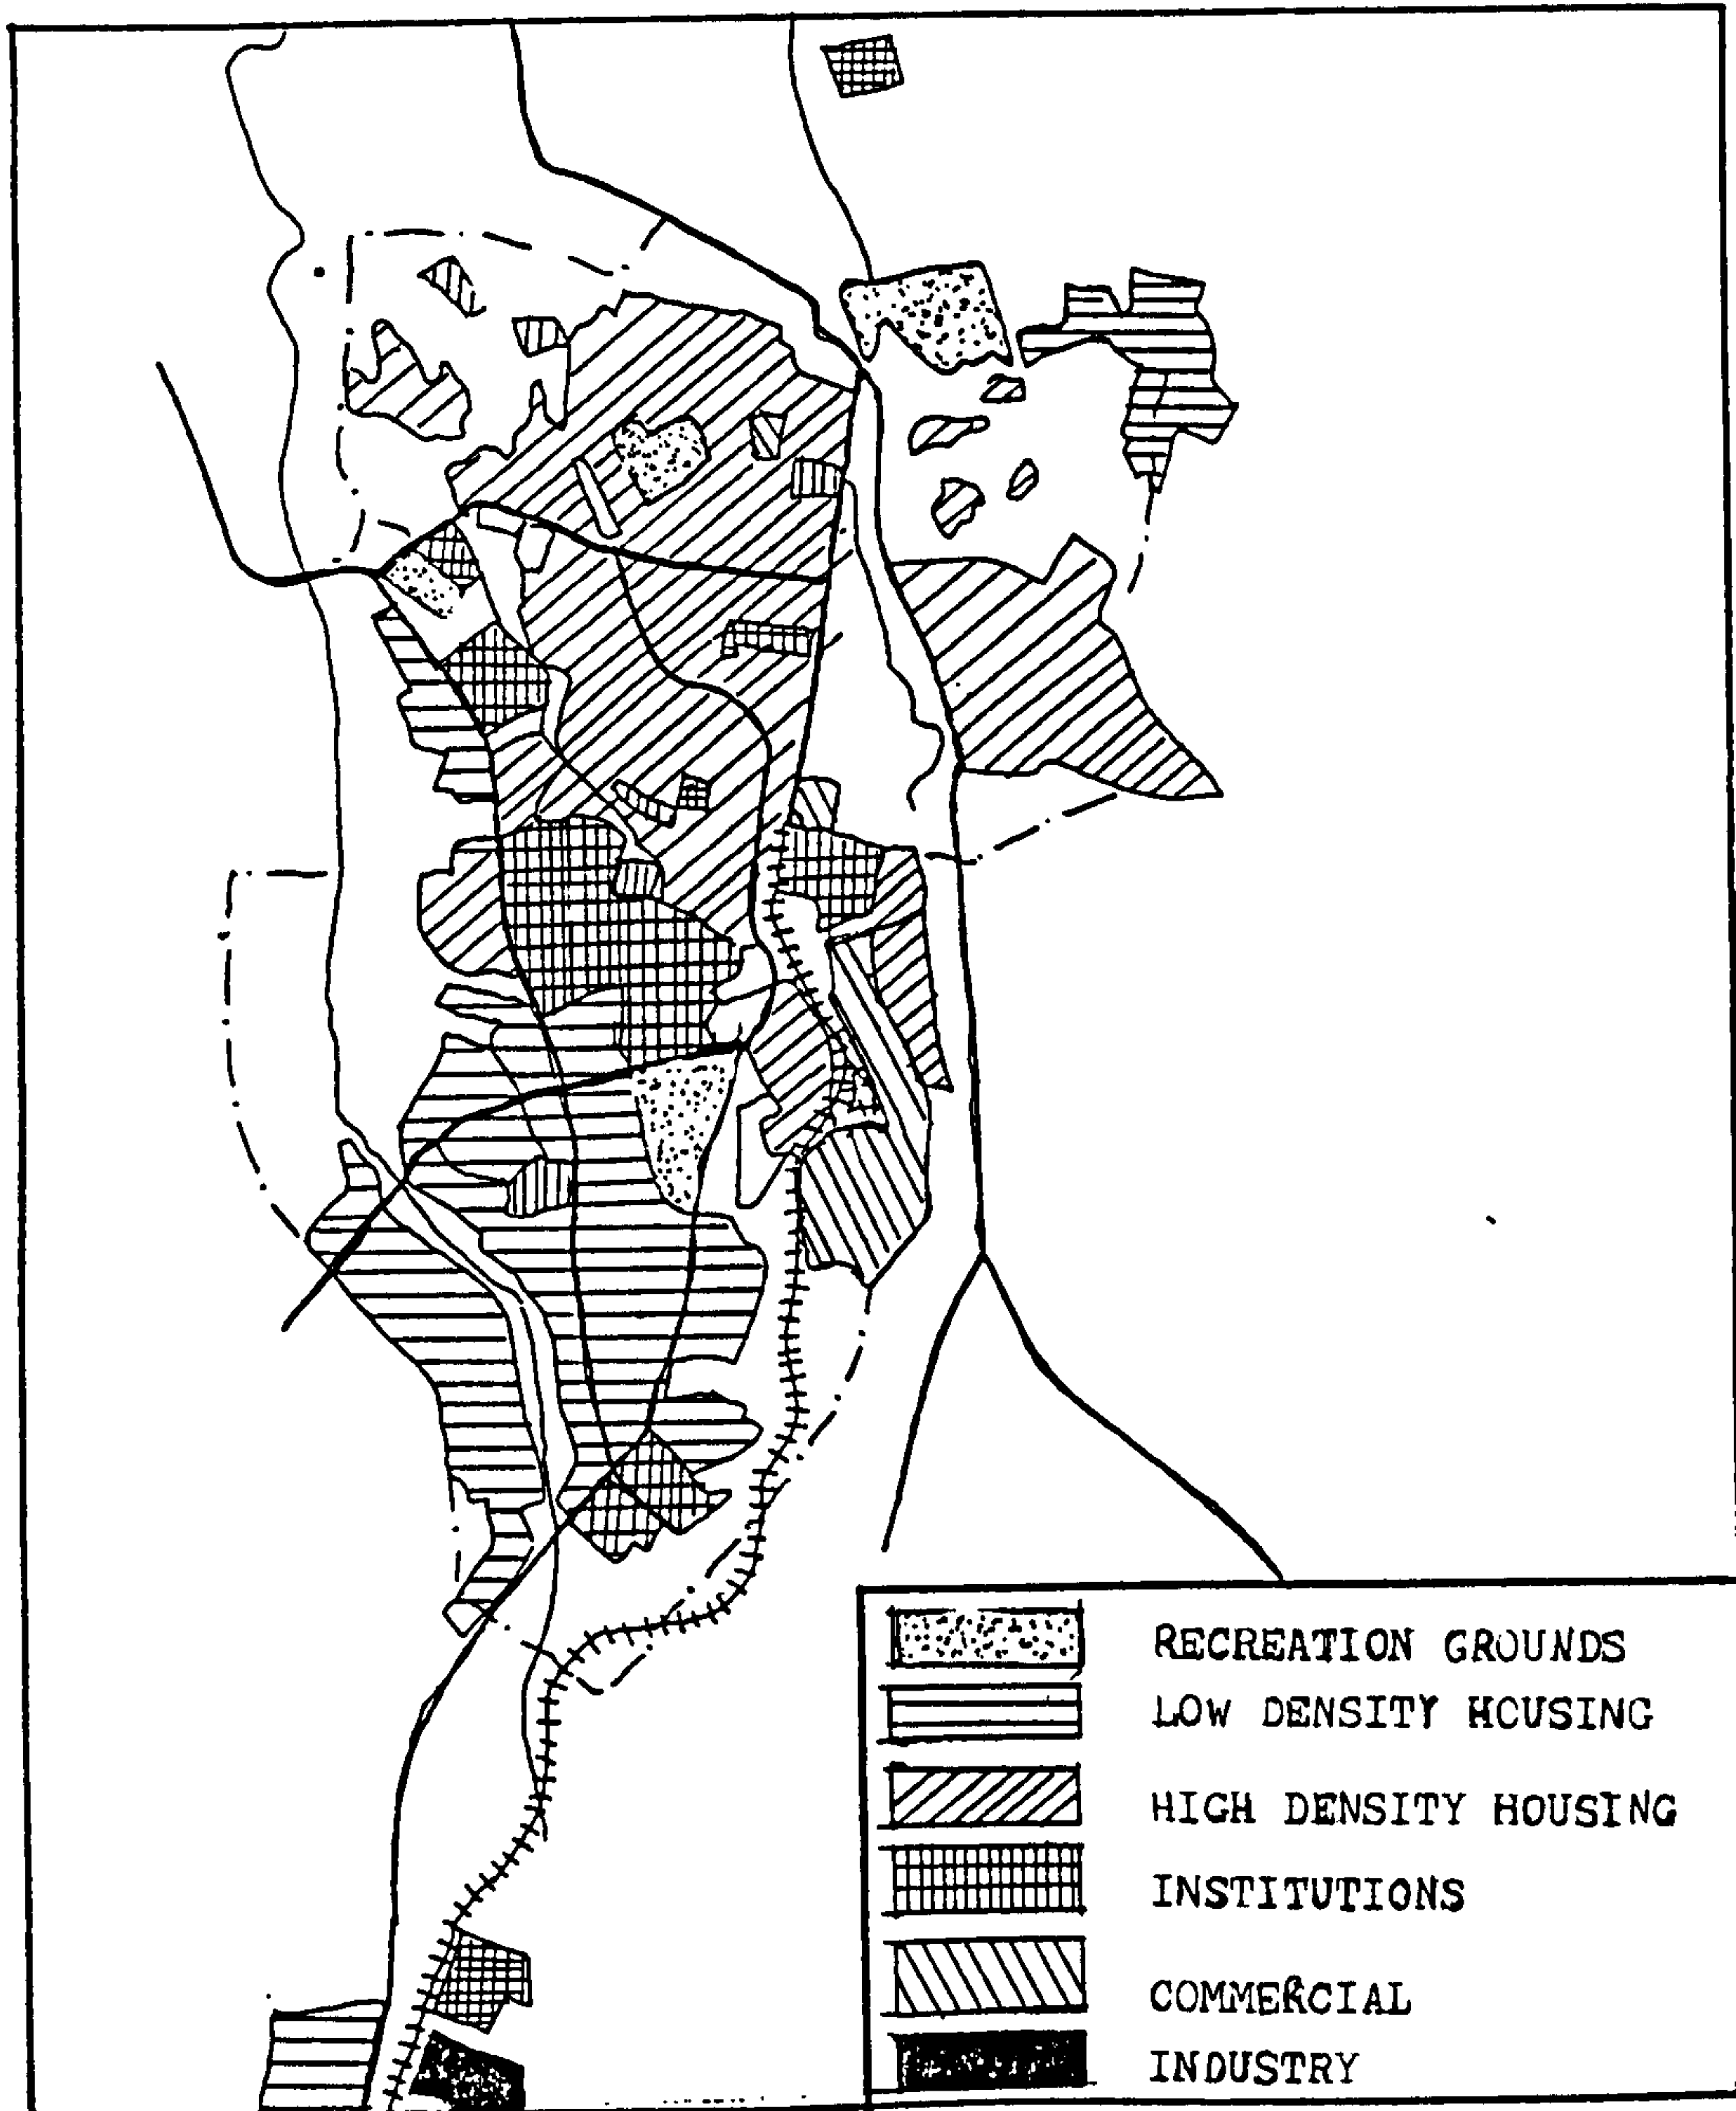 RECREATION GROUNDS
LOW DENSITY HOUSING
HIGH DENSITY HOUSING
INSTITUTIONS
COMMERCIAL
INDUSTRY